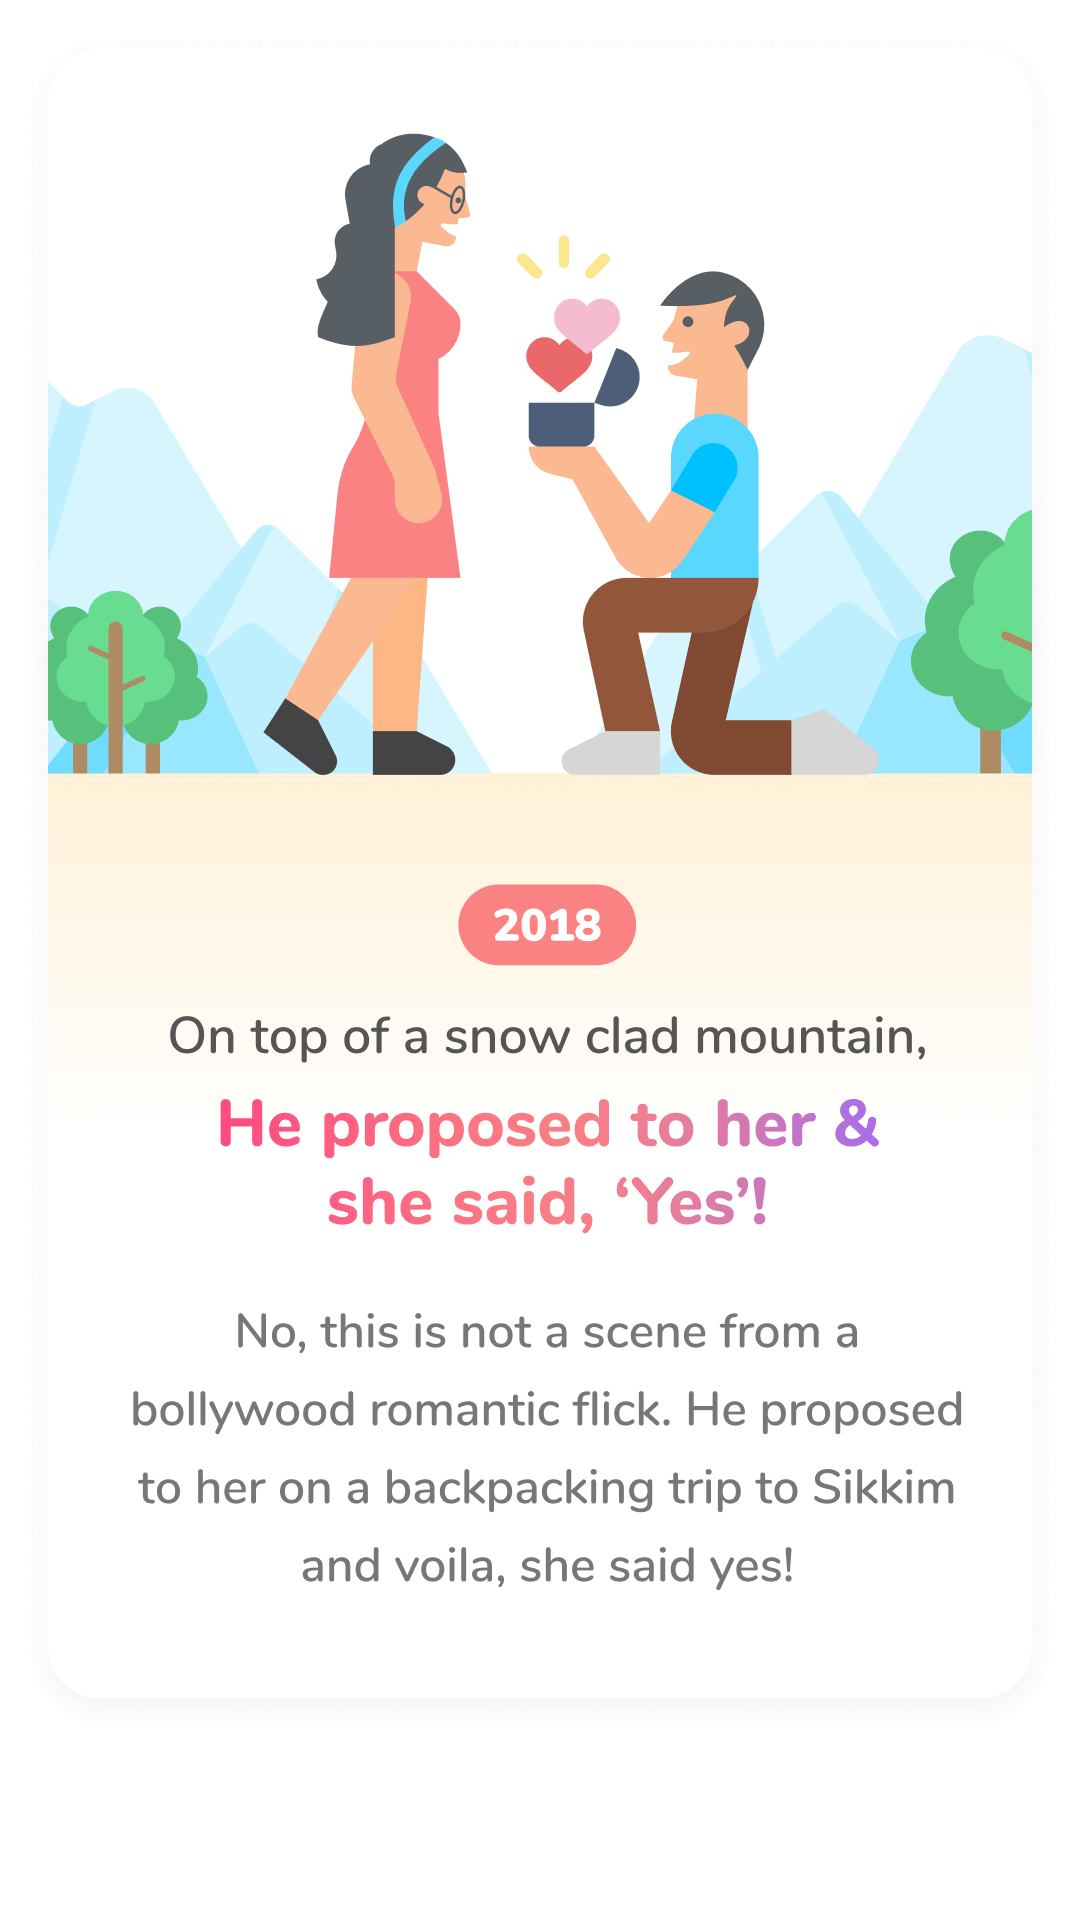 2018
On top of a snow clad mountain,
He proposed to her &
she said, ‘Yes’!
No, this is not a scene from a
bollywood romantic flick. He proposed
to her on a backpacking trip to Sikkim
and voila, she said yes!